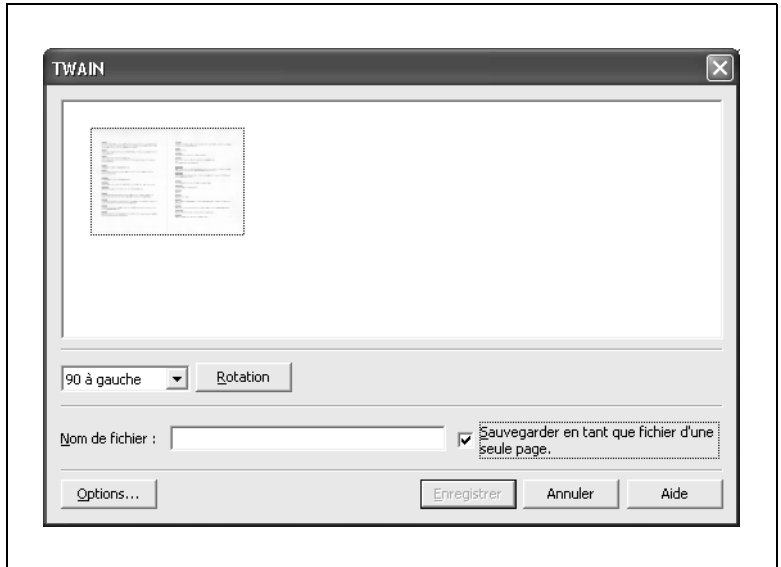 TWAIN
90 à gauche
Rotation
Nom de fichier :
Sauvegarder en tant que fichier d'une
seule page.
Options...
Enregistrer
Annuler
Aide